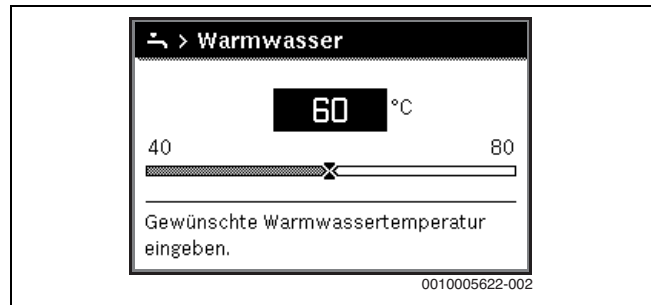 > Warmwasser
60 °C
40 80
Gewünschte Warmwassertemperatur
eingeben.
0010005622-002